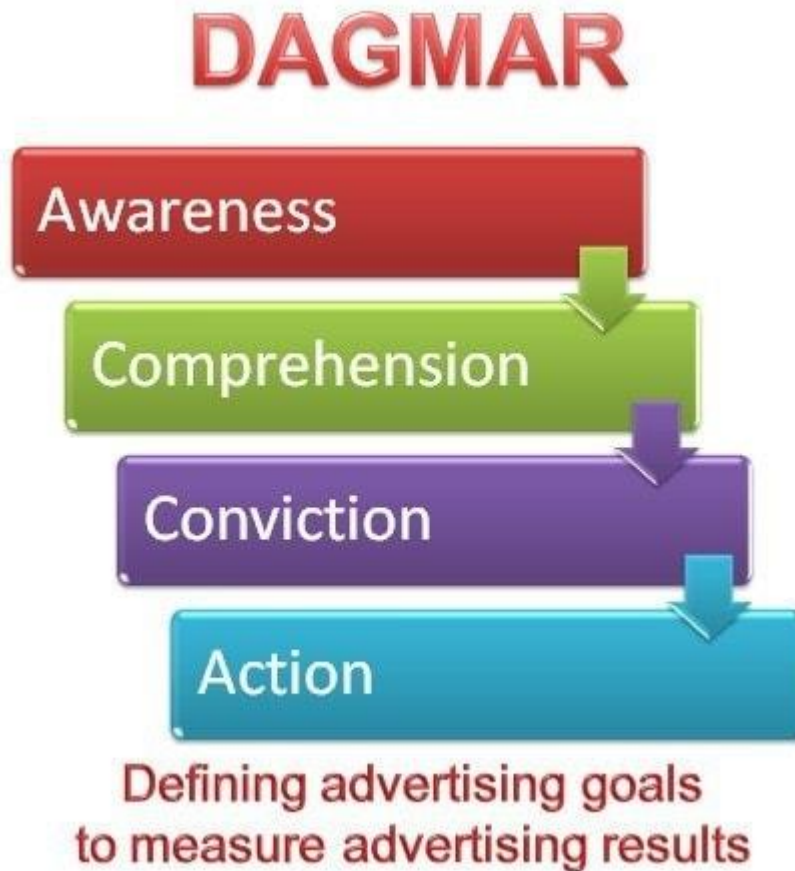 DAGMAR
Awareness
Comprehension
Conviction
Action
Defining advertising goals
to measure advertising results